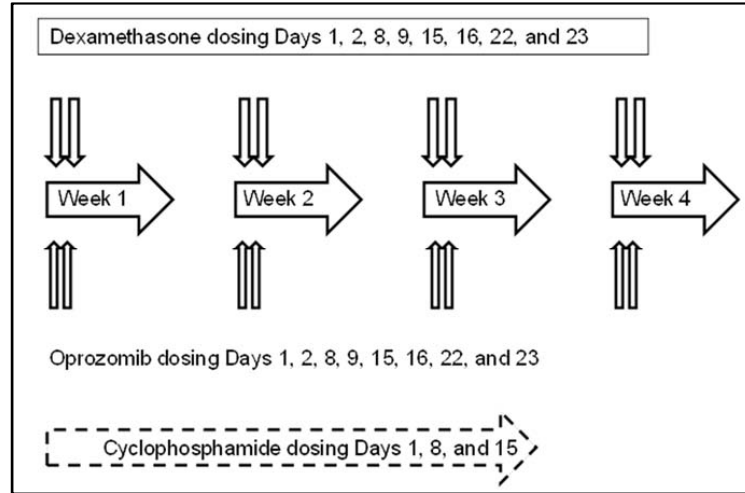 Dexamethasone dosing Days 1, 2, 8, 9, 15, 16, 22, and 23
Week 1
Week 2
Week 3
Week 4
Oprozomib dosing Days 1, 2, 8, 9, 15, 16, 22, and 23
Cyclophosphamide dosing Days 1, 8, and 15